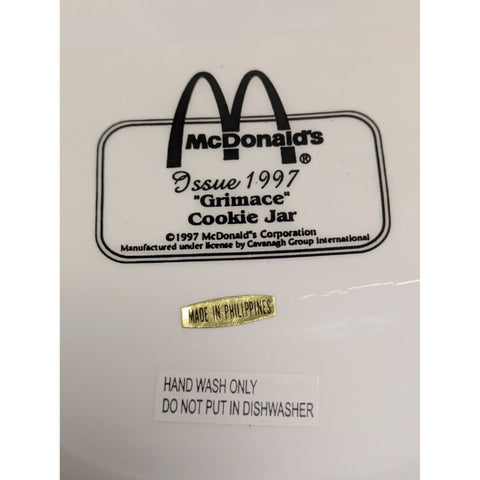 McDonald's
®
Issue 1997
"Grimace"
Cookie Jar
©1997 McDonald"s Corporation
Manufactured under license by Cavanagh Group International
MADE IN PHILIPPINES
HAND WASH ONLY
DO NOT PUT IN DISHWASHER